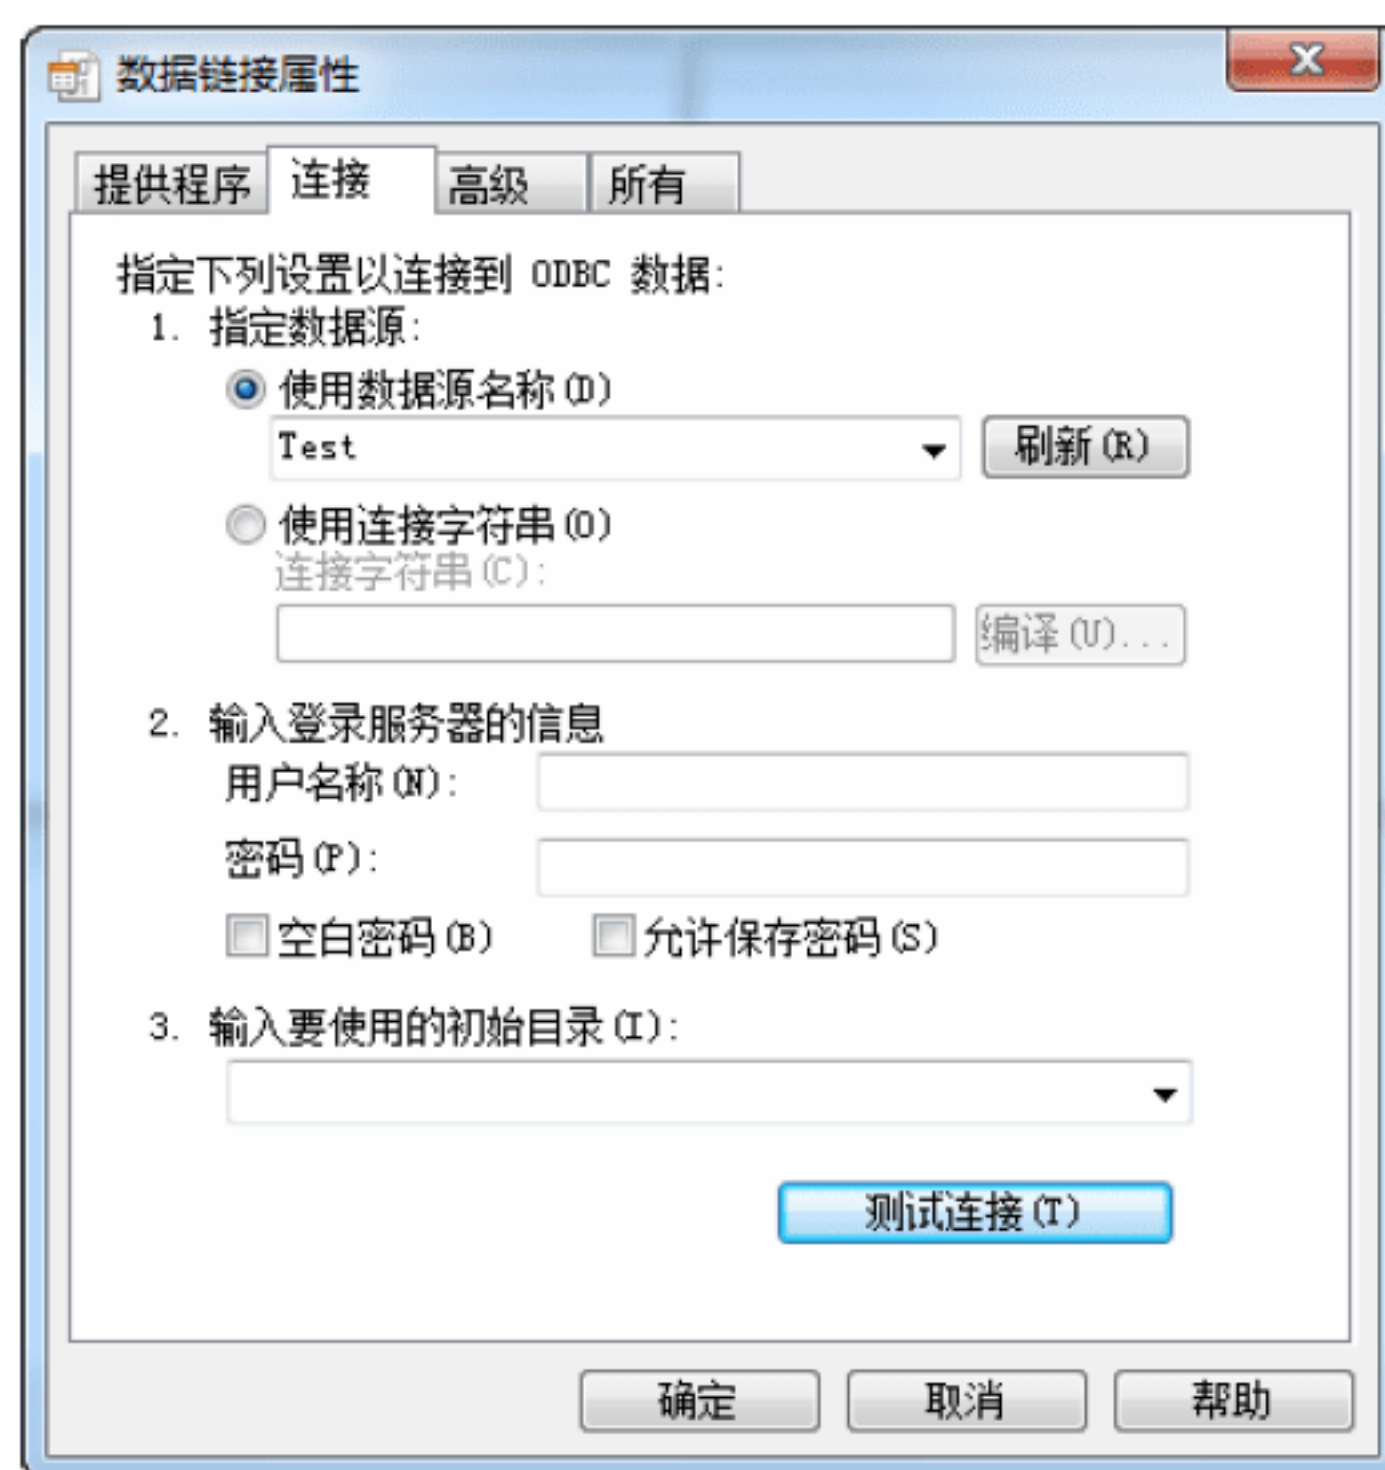 数据链接属性
提供程序 连接 高级 所有
指定下列设置以连接到 ODBC 数据:
1. 指定数据源:
使用数据源名称(D)
Test 刷新(R)
使用连接字符串(O)
连接字符串(C):
编译(U)...
2. 输入登录服务器的信息
用户名称(N):
密码(P):
空白密码(B) 允许保存密码(S)
3. 输入要使用的初始目录(I):
测试连接(T)
确定 取消 帮助